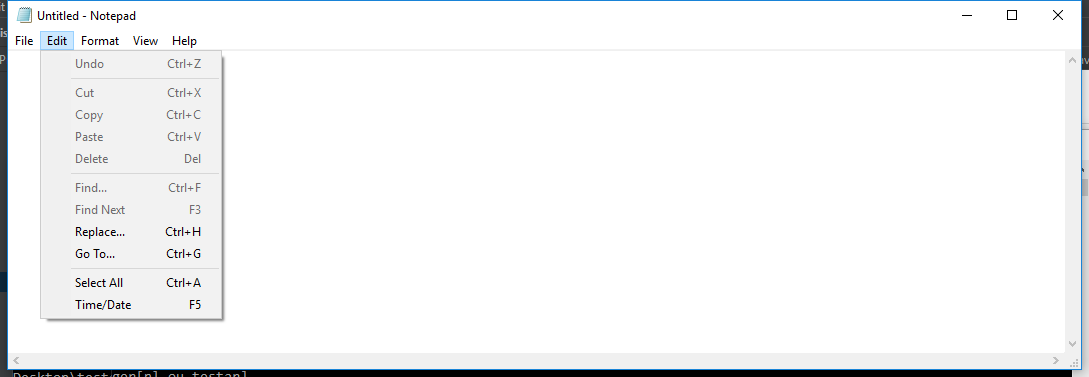 Untitled - Notepad
File Edit Format View Help
Undo Ctrl+Z
Cut Ctrl+X
Copy Ctrl+C
Paste Ctrl+V
Delete Del
Find... Ctrl+F
Find Next F3
Replace... Ctrl+H
Go To... Ctrl+G
Select All Ctrl+A
Time/Date F5